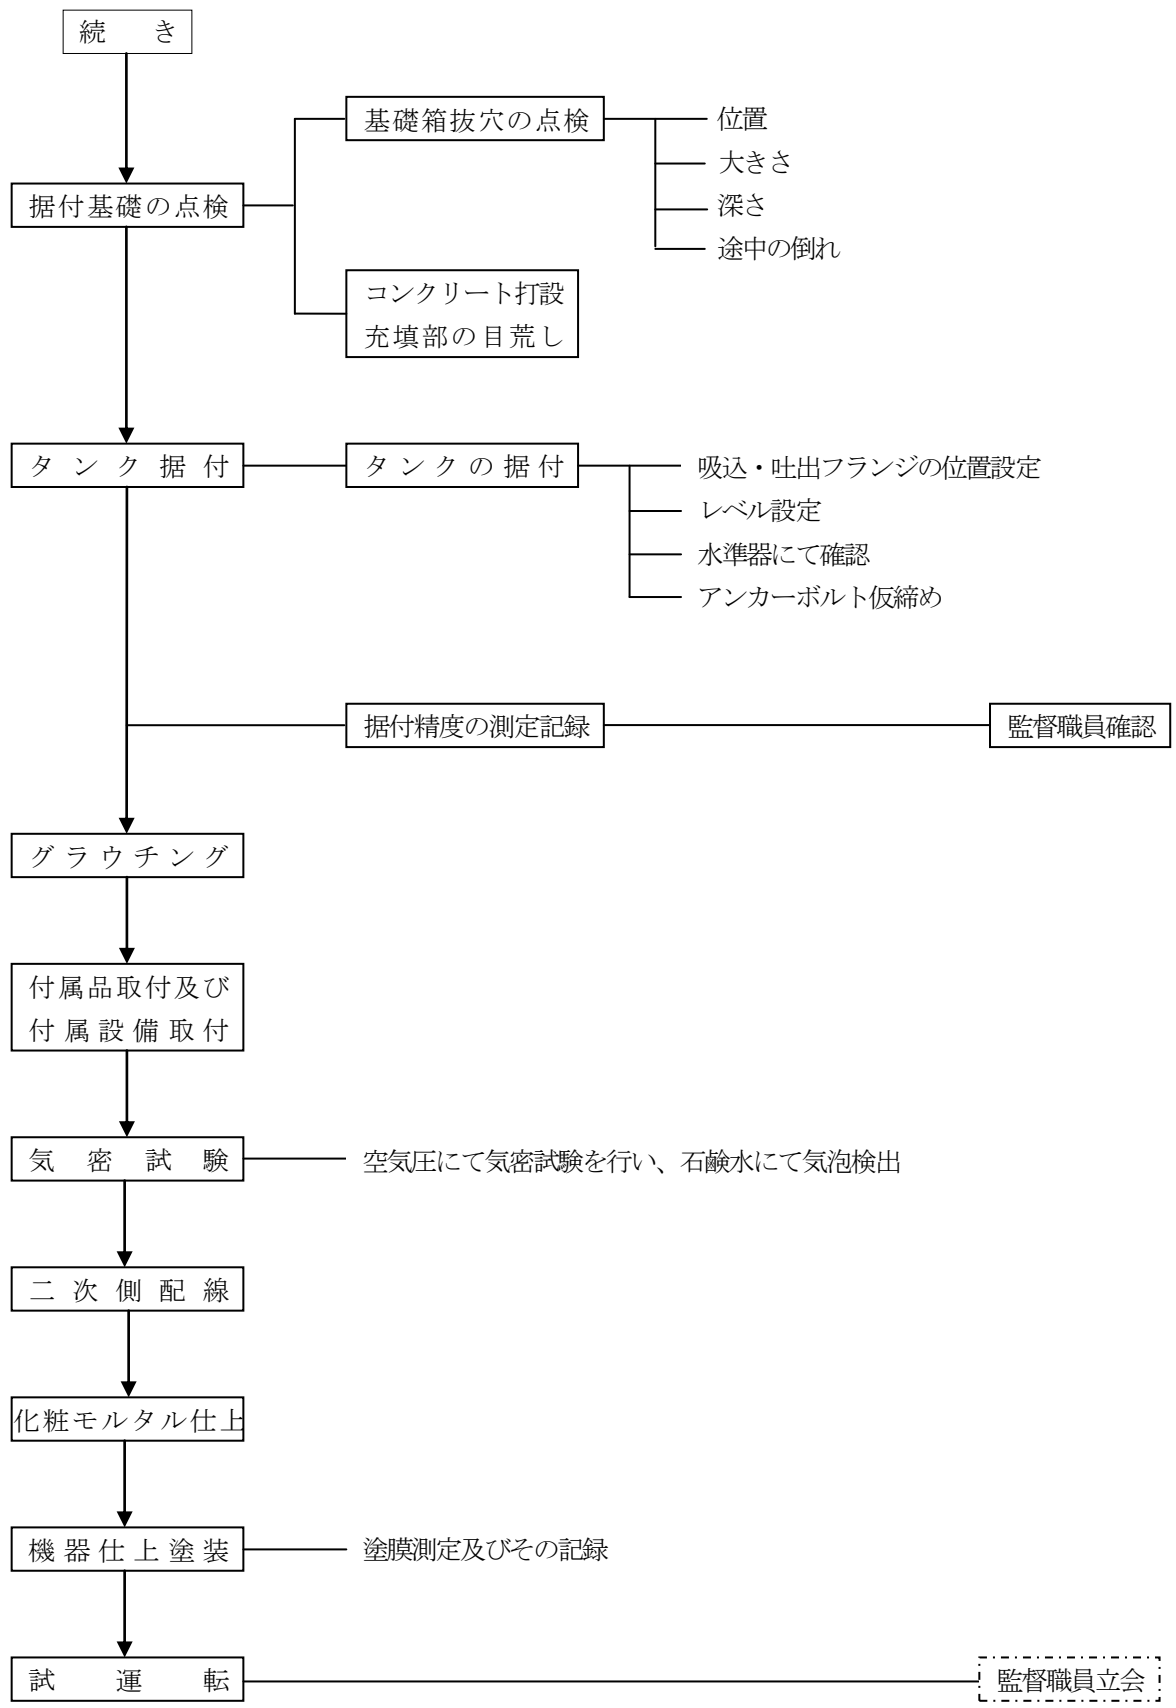 続き
基礎箱抜穴の点検
位置
大きさ
据付基礎の点検
深さ
途中の倒れ
コンクリート打設
充填部の目荒し
タンク据付
タンクの据付
吸込・吐出フランジの位置設定
レベル設定
水準器にて確認
アンカーボルト仮締め
据付精度の測定記録
監督職員確認
グラウチング
付属品取付及び
付属設備取付
気密試験
空気圧にて気密試験を行い、石鹸水にて気泡検出
二次側配線
化粧モルタル仕上
機器仕上塗装
塗膜測定及びその記録
試運転
監督職員立会